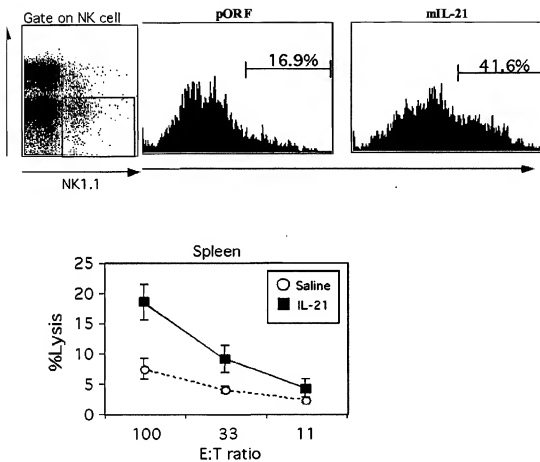 Gate on NK cell
pORF
mIL-21
16.9%
41.6%
NK1.1
Spleen
%Lysis
25
20
15
10
5
0
Saline
IL-21
100 33 11
E:T ratio